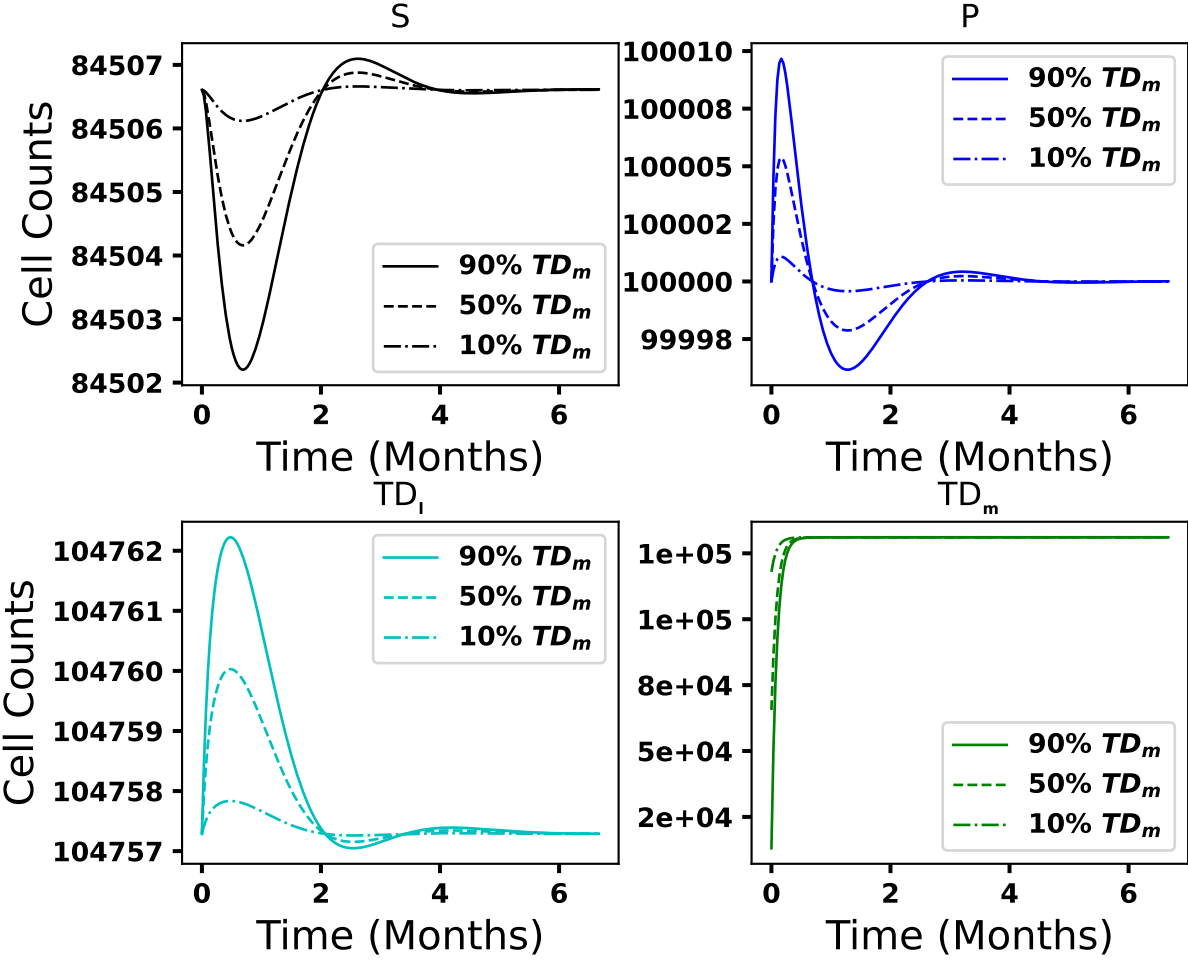 S
Cell Counts
84507
84506
84505
84504
84503
84502
90% TDm
50% TDm
10% TDm
0 2 4 6
Time (Months)
P
100010
100008
100005
100002
100000
99998
90% TDm
50% TDm
10% TDm
0 2 4 6
Time (Months)
TDI
Cell Counts
104762
104761
104760
104759
104758
104757
90% TDm
50% TDm
10% TDm
0 2 4 6
Time (Months)
TDm
1e+05
1e+05
8e+04
5e+04
2e+04
90% TDm
50% TDm
10% TDm
0 2 4 6
Time (Months)